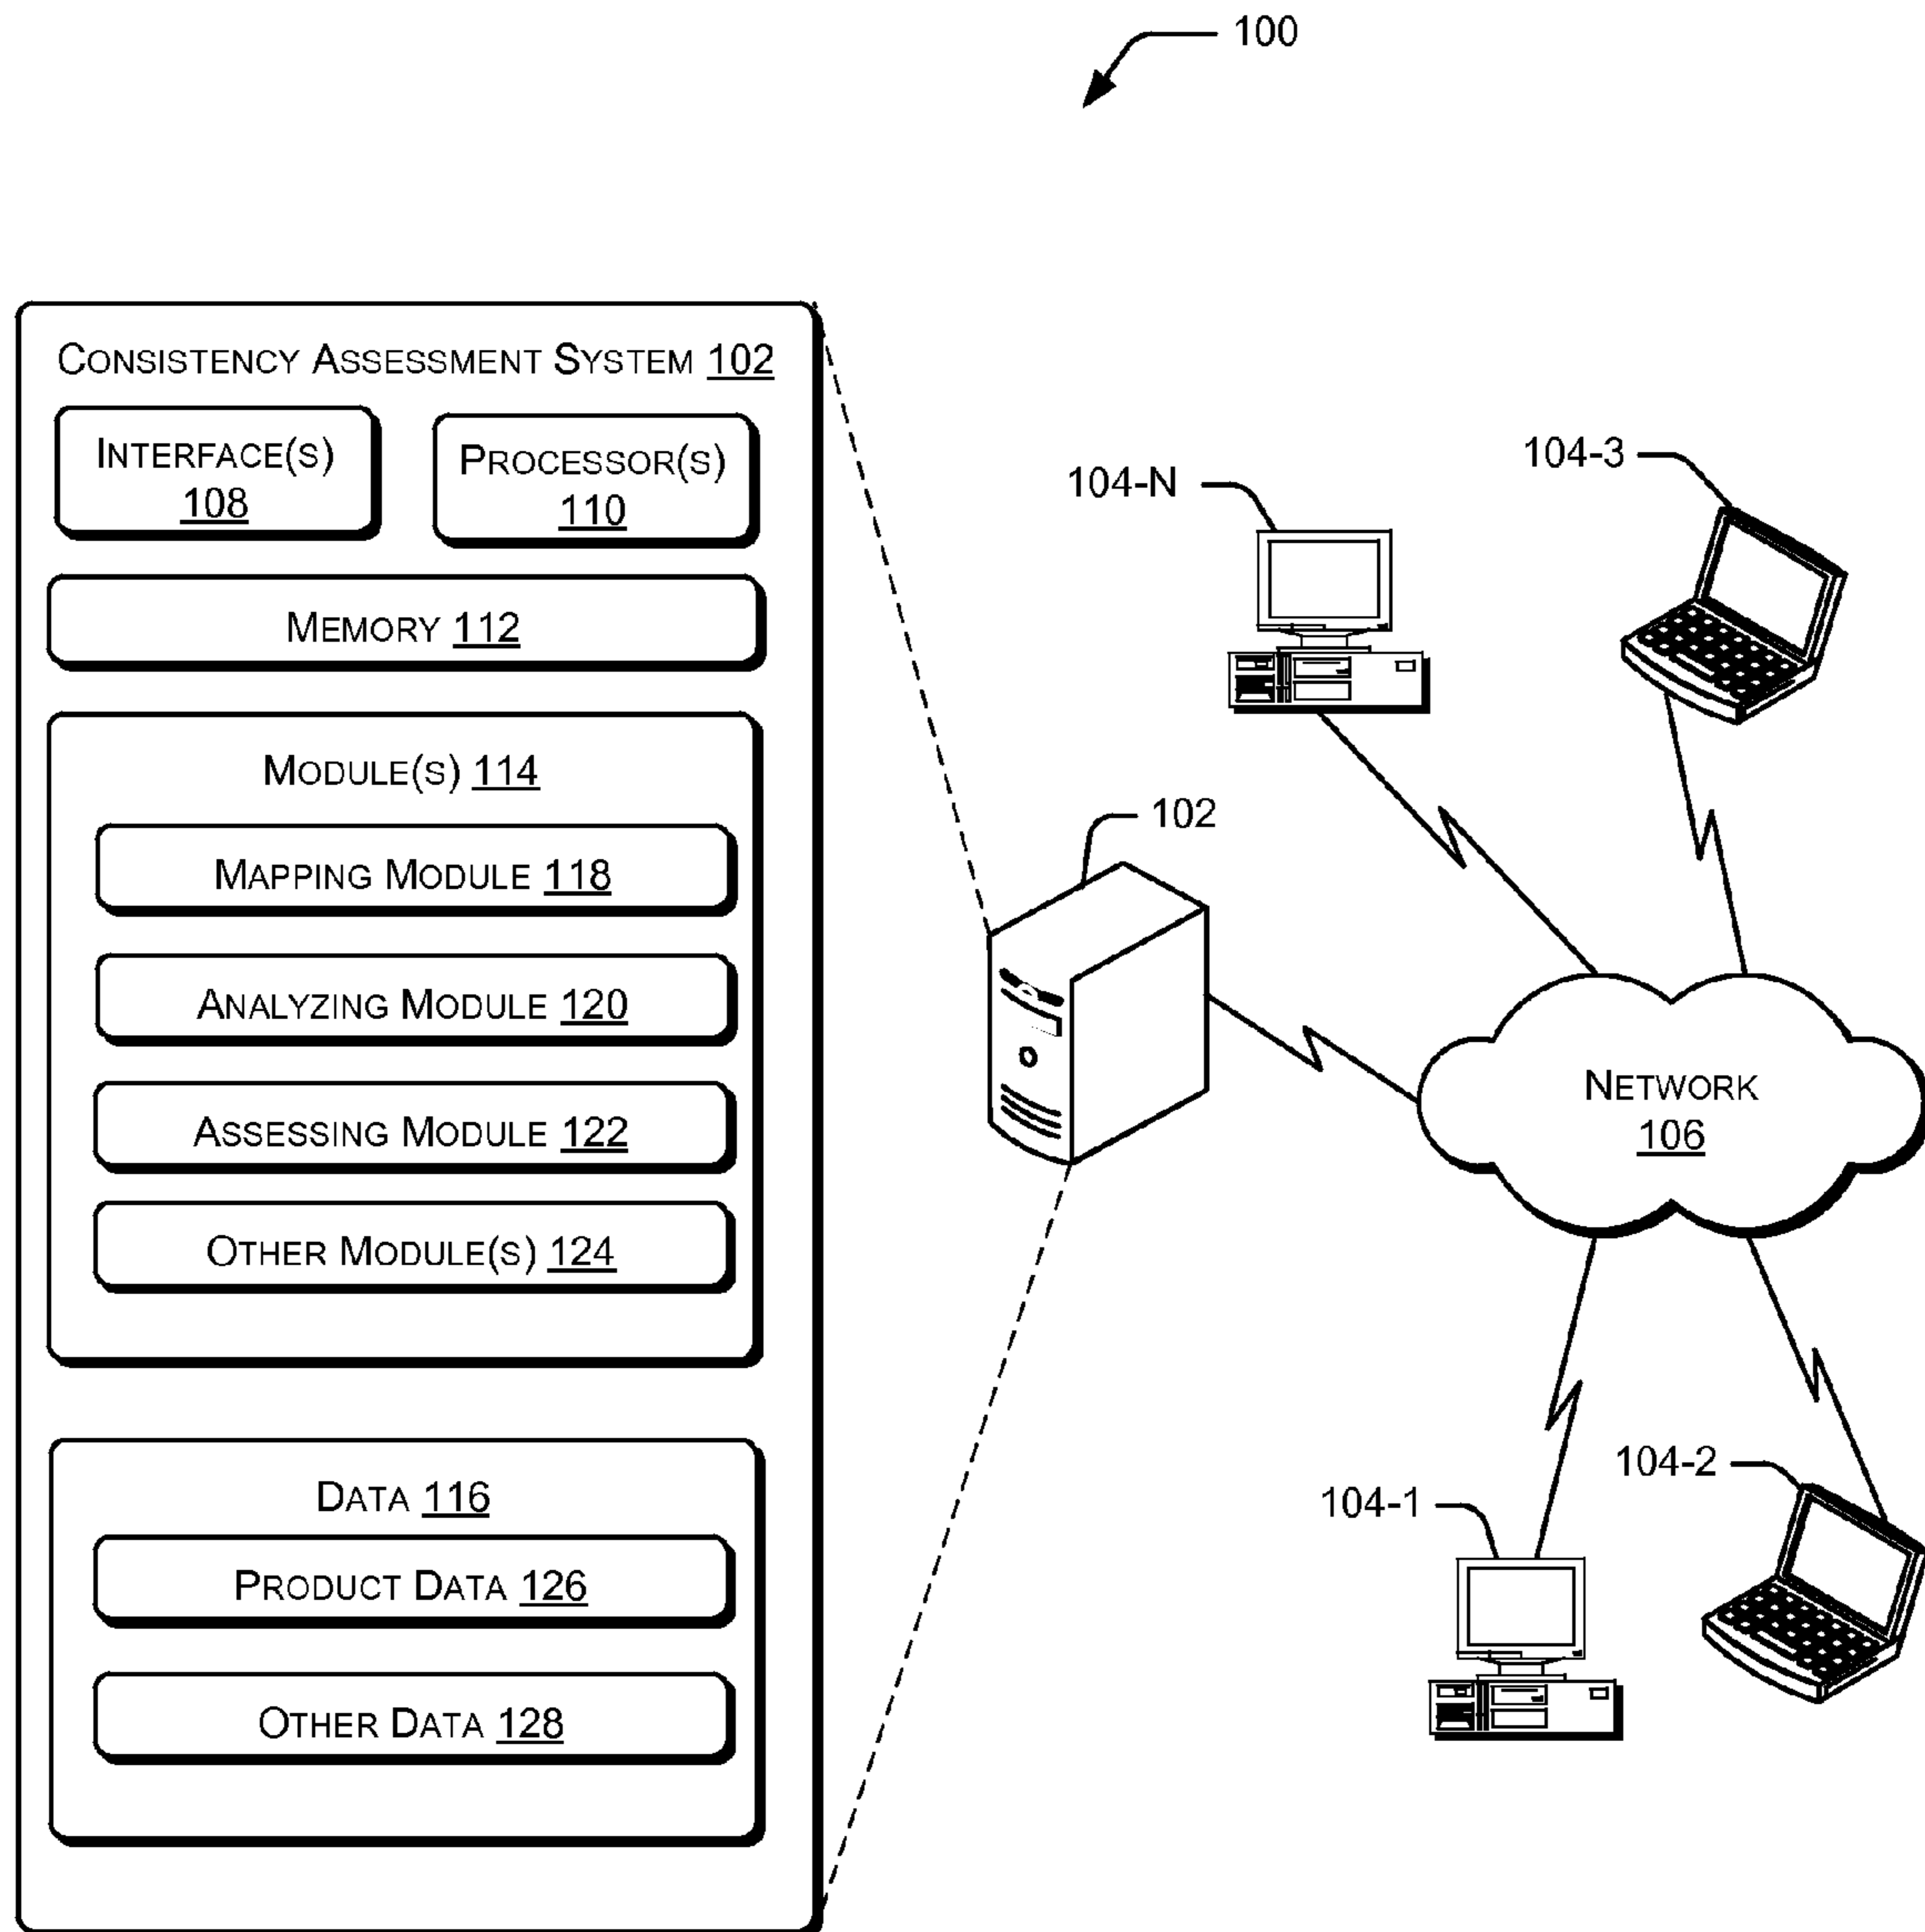 100
CONSISTENCY ASSESSMENT SYSTEM 102
INTERFACE(S)
108
PROCESSOR(S)
110
MEMORY 112
MODULE(S) 114
MAPPING MODULE 118
ANALYZING MODULE 120
ASSESSING MODULE 122
OTHER MODULE(S) 124
DATA 116
PRODUCT DATA 126
OTHER DATA 128
104-N
104-3
102
NETWORK
106
104-1
104-2